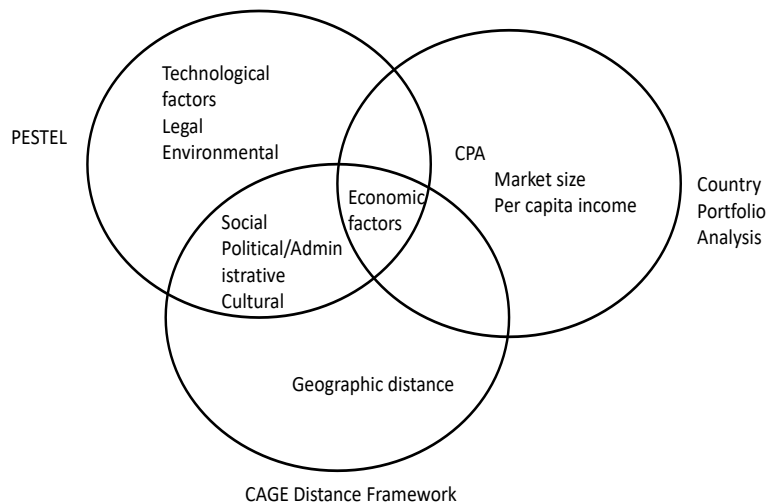 Technological
factors
Legal
Environmental
PESTEL
CPA
Market size
Per capita income
Country
Portfolio
Analysis
Economic
factors
Social
Political/Admin
istrative
Cultural
Geographic distance
CAGE Distance Framework